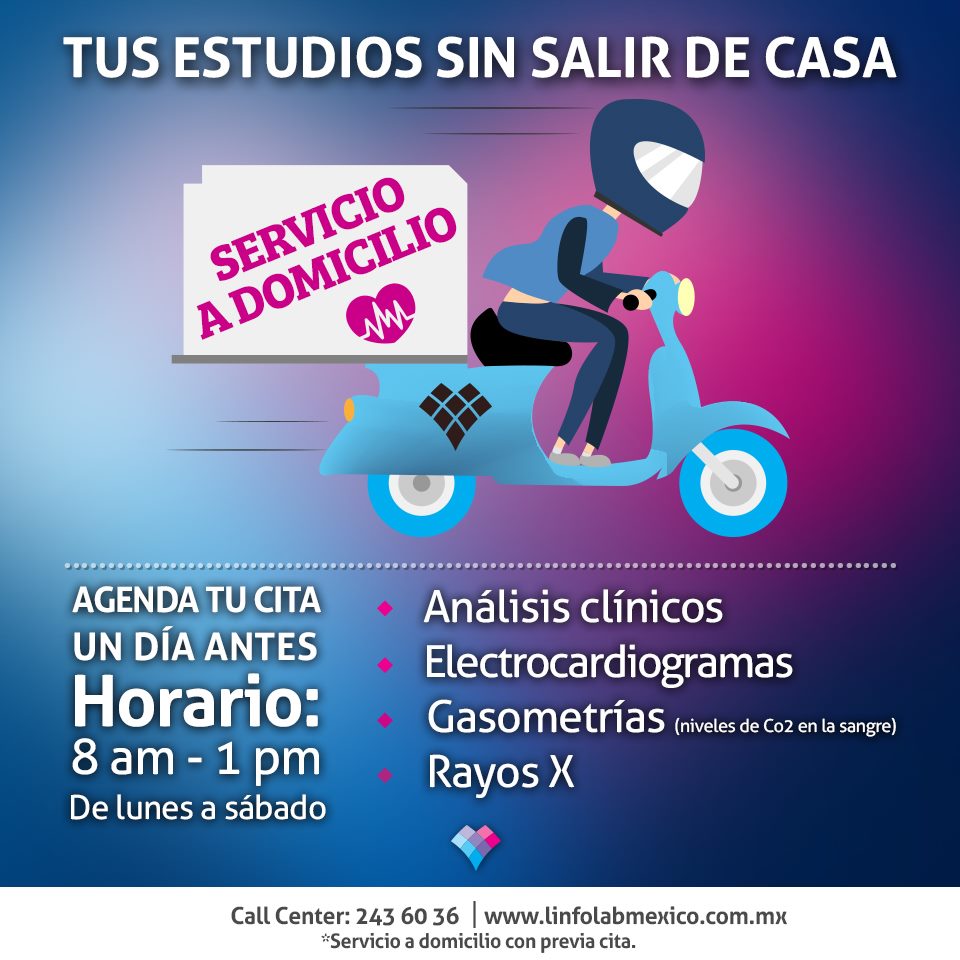 TUS ESTUDIOS SIN SALIR DE CASA
SERVICIO
A DOMICILIO
AGENDA TU CITA
UN DÍA ANTES
Horario:
8 am - 1 pm
De lunes a sábado
Análisis clínicos
Electrocardiogramas
Gasometrías (niveles de Co2 en la sangre)
Rayos X
Call Center: 243 60 36 | www.linfolabmexico.com.mx
*Servicio a domicilio con previa cita.